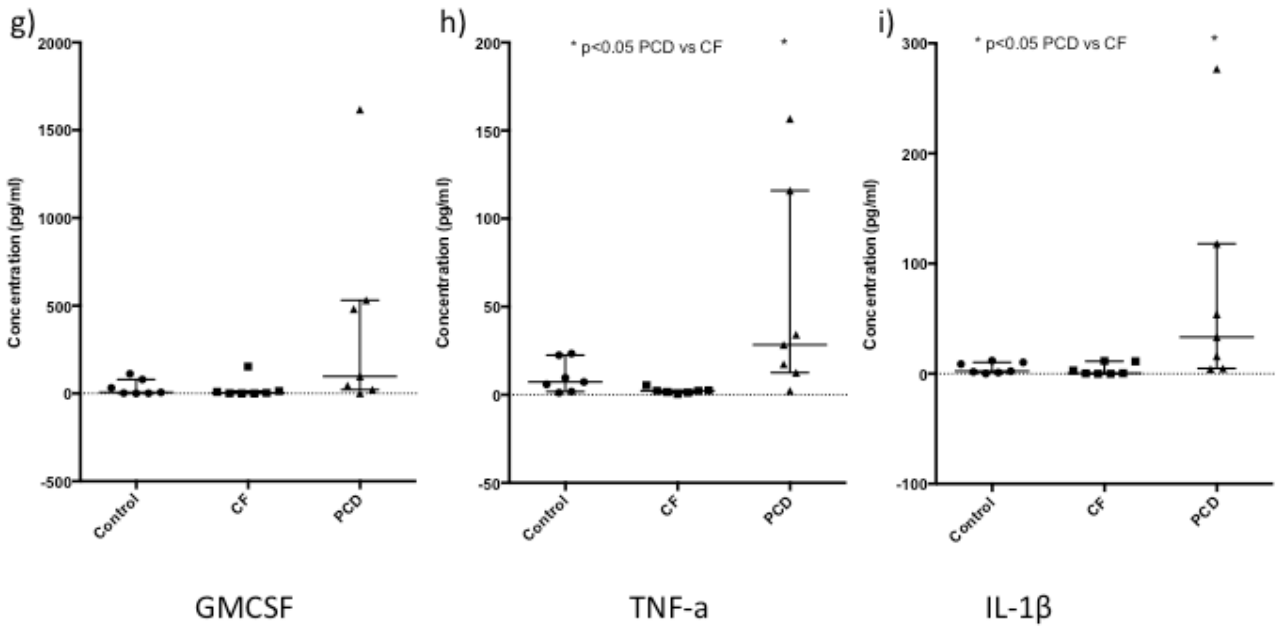 g)
2000
1500
1000
500
0
-500
Concentration (pg/ml)
Control
CF
PCD
GMCSF
h)
* p<0.05 PCD vs CF
*
200
150
100
50
0
-50
Concentration (pg/ml)
Control
CF
PCD
TNF-a
i)
* p<0.05 PCD vs CF
*
300
200
100
0
-100
Concentration (pg/ml)
Control
CF
PCD
IL-1β